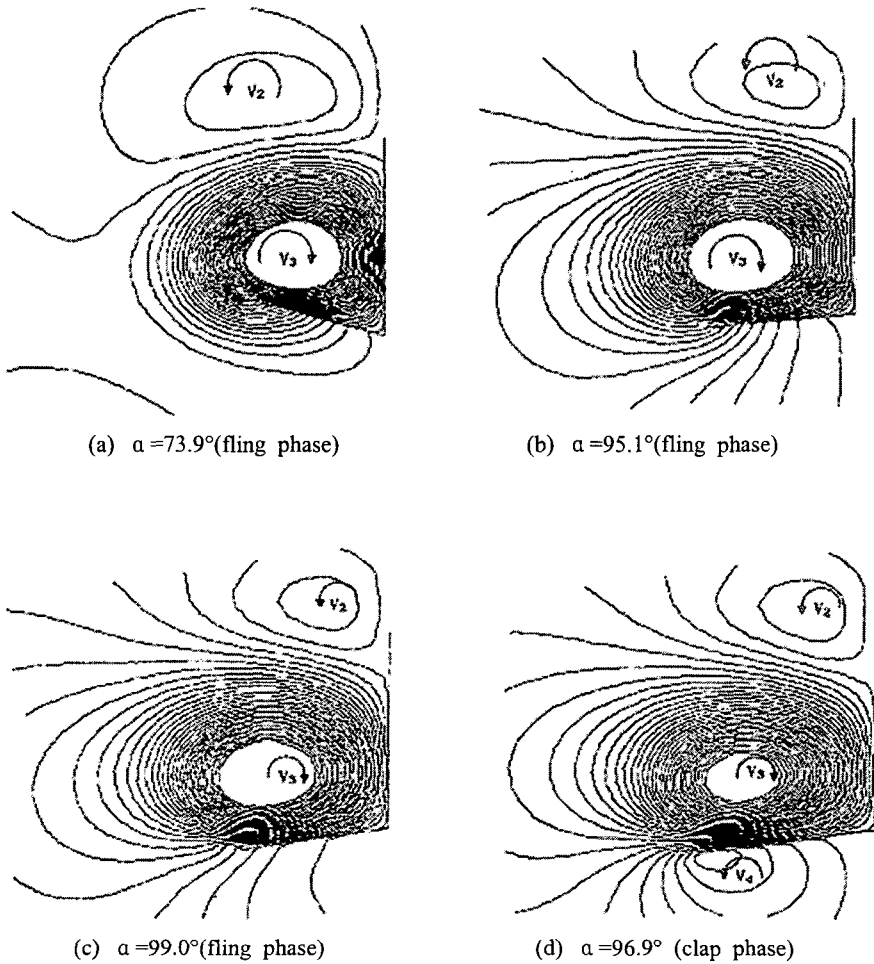 V₂
V₃
(a) α=73.9°(fling phase)
V₂
V₃
(b) α=95.1°(fling phase)
V₂
V₃
(c) α=99.0°(fling phase)
V₂
V₃
V₄
(d) α=96.9° (clap phase)